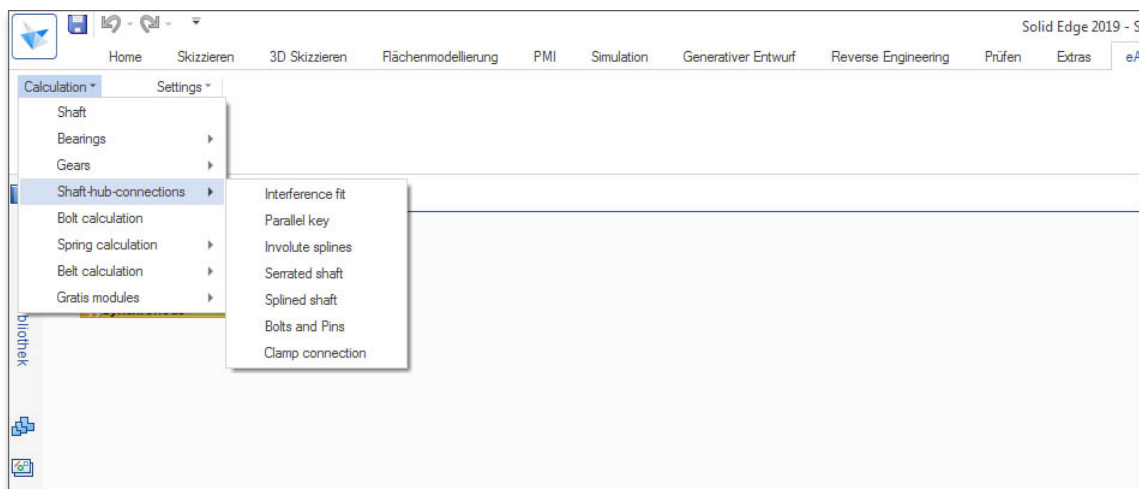 Solid Edge 2019 - S
Home Skizzieren 3D Skizzieren Flächenmodellierung PMI Simulation Generativer Entwurf Reverse Engineering Prüfen Extras eA
Calculation Settings
Shaft
Bearings
Gears
Shaft-hub-connections
Bolt calculation
Spring calculation
Belt calculation
Gratis modules
Interference fit
Parallel key
Involute splines
Serrated shaft
Splined shaft
Bolts and Pins
Clamp connection
bliothek